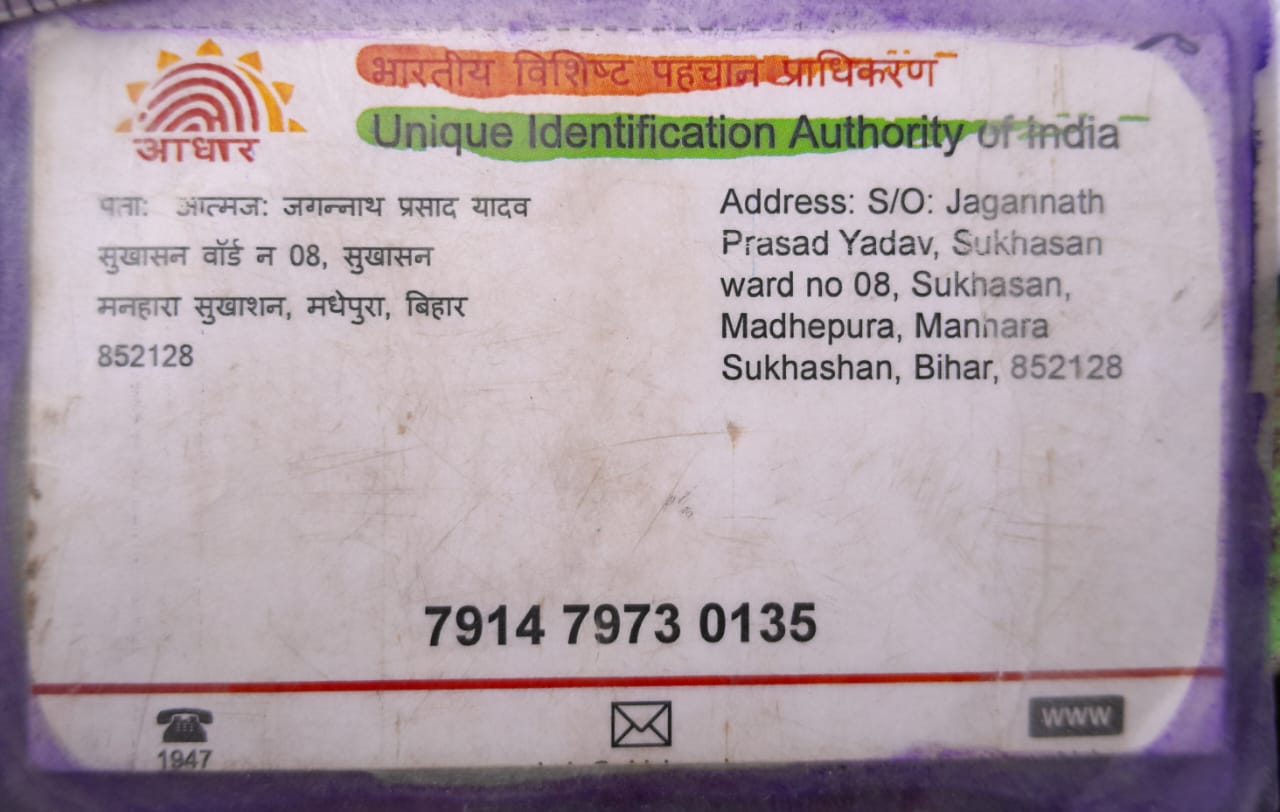 भारतीय विशिष्ट पहचान प्राधिकरण
आधार
Unique Identification Authority of India
पता: आत्मज: जगन्नाथ प्रसाद यादव
सुखासन वॉर्ड न 08, सुखासन
मनहारा सुखाशन, मधेपुरा, बिहार
852128
Address: S/O: Jagannath
Prasad Yadav, Sukhasan
ward no 08, Sukhasan,
Madhepura, Manhara
Sukhashan, Bihar, 852128
7914 7973 0135
1947
www